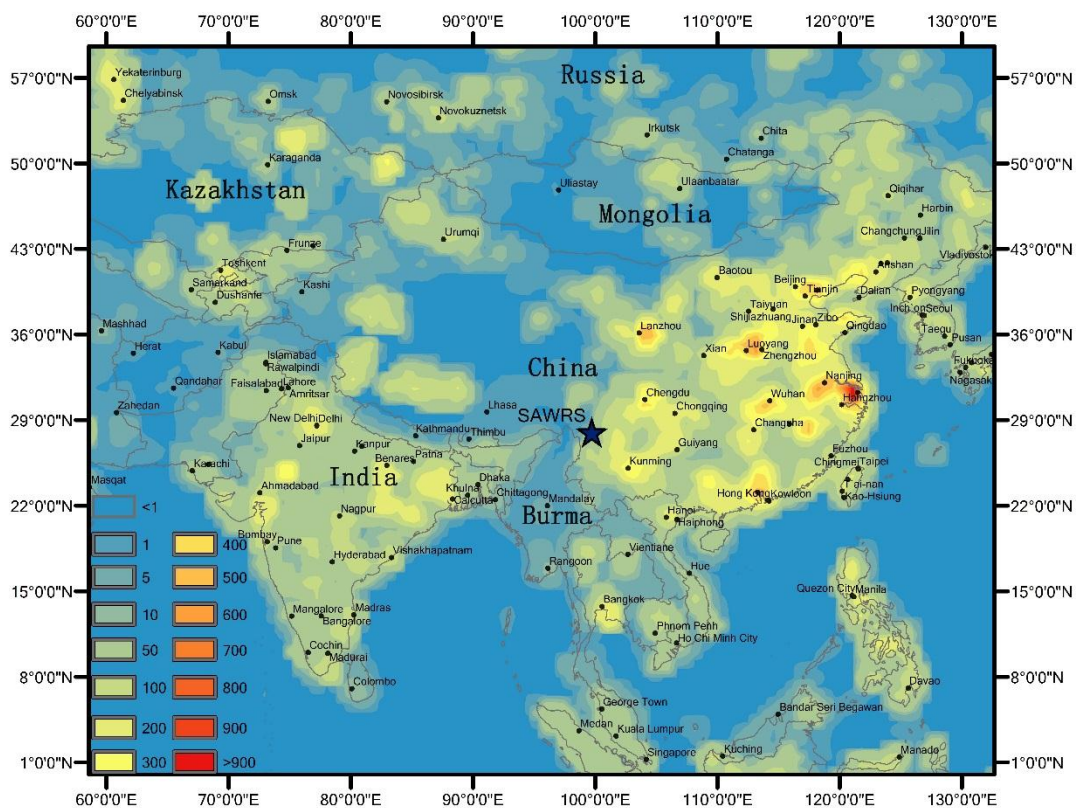 60°0'0"E 70°0'0"E 80°0'0"E 90°0'0"E 100°0'0"E 110°0'0"E 120°0'0"E 130°0'0"E
57°0'0"N
50°0'0"N
43°0'0"N
36°0'0"N
29°0'0"N
22°0'0"N
15°0'0"N
8°0'0"N
1°0'0"N
57°0'0"N
50°0'0"N
43°0'0"N
36°0'0"N
29°0'0"N
22°0'0"N
15°0'0"N
8°0'0"N
1°0'0"N
Russia
Yekaterinburg
Chelyabinsk
Omsk
Novosibirsk
Novokuznetsk
Irkutsk
Chita
Chatanga
Karaganda
Kazakhstan
Uliastay
Ulaanbaatar
Mongolia
Qiqihar
Harbin
Changchung
Jilin
Vladivostok
Urumqi
Frunze
Toshkent
Samarkand
Dushanfe
Kashi
Baotou
Beijing
Tianjin
Anshan
Dalian
Pyongyang
Taiyuan
Shijiazhuang
Inch'on
Seoul
Mashhad
Herat
Kabul
Lanzhou
Jinan
Zibo
Qingdao
Taegu
Pusan
Islamabad
Rawalpindi
Xian
Luoyang
Zhengzhou
Nagasak
China
Qandahar
Faisalabad
Lahore
Amritsar
Nanjing
Zahedan
Lhasa
Chengdu
Chongqing
Wuhan
Hangzhou
SAWRS
New Delhi
Delhi
Kathmandu
Thimbu
Changsha
Jaipur
Kanpur
Benares
Patna
Guiyang
Kunming
Fuzhou
Chingmei
Taipei
Karachi
India
Masqat
Ahmadabad
Khulna
Dhaka
Calcutta
Chittagong
Mandalay
Burma
Hong Kong
Kowloon
Tai-nan
Kao-Hsiung
Nagpur
Hanoi
Haiphong
Bombay
Pune
Hyderabad
Vishakhapatnam
Rangoon
Vientiane
Hue
Mangalore
Madras
Bangalore
Bangkok
Quezon City
Manila
Phnom Penh
Ho Chi Minh City
Cochin
Madurai
Colombo
Davao
George Town
Bandar Seri Begawan
Medan
Kuala Lumpur
Singapore
Kuching
Manado
<1
1
5
10
50
100
200
300
400
500
600
700
800
900
>900
60°0'0"E 70°0'0"E 80°0'0"E 90°0'0"E 100°0'0"E 110°0'0"E 120°0'0"E 130°0'0"E